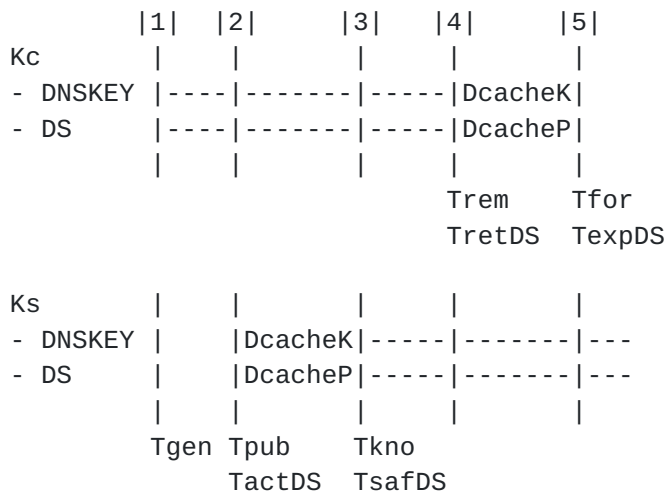 |1| |2| |3| |4| |5|
Kc | | | | |
- DNSKEY |----|-------|-----|DcacheK|
- DS |----|-------|-----|DcacheP|
| | | | |
Trem Tfor
TretDS TexpDS
Ks | | | | |
- DNSKEY | |DcacheK|-----|-------|---
- DS | |DcacheP|-----|-------|---
| | | | |
Tgen Tpub Tkno
TactDS TsafDS